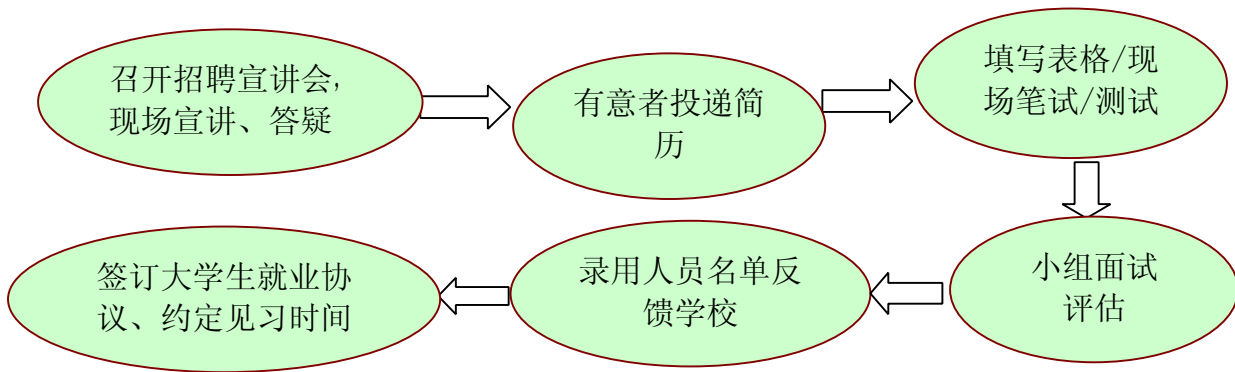 召开招聘宣讲会,
现场宣讲、答疑
有意者投递简
历
填写表格/现
场笔试/测试
小组面试
评估
录用人员名单反
馈学校
签订大学生就业协
议、约定见习时间